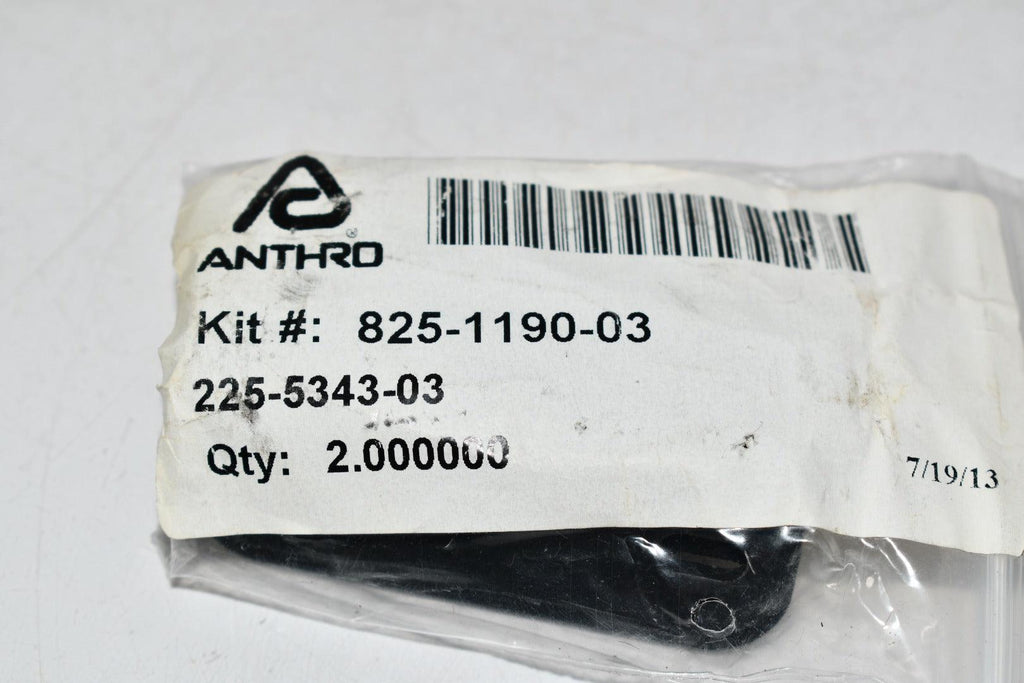 ANTHRO®
Kit #: 825-1190-03
225-5343-03
Qty: 2.000000
7/19/13